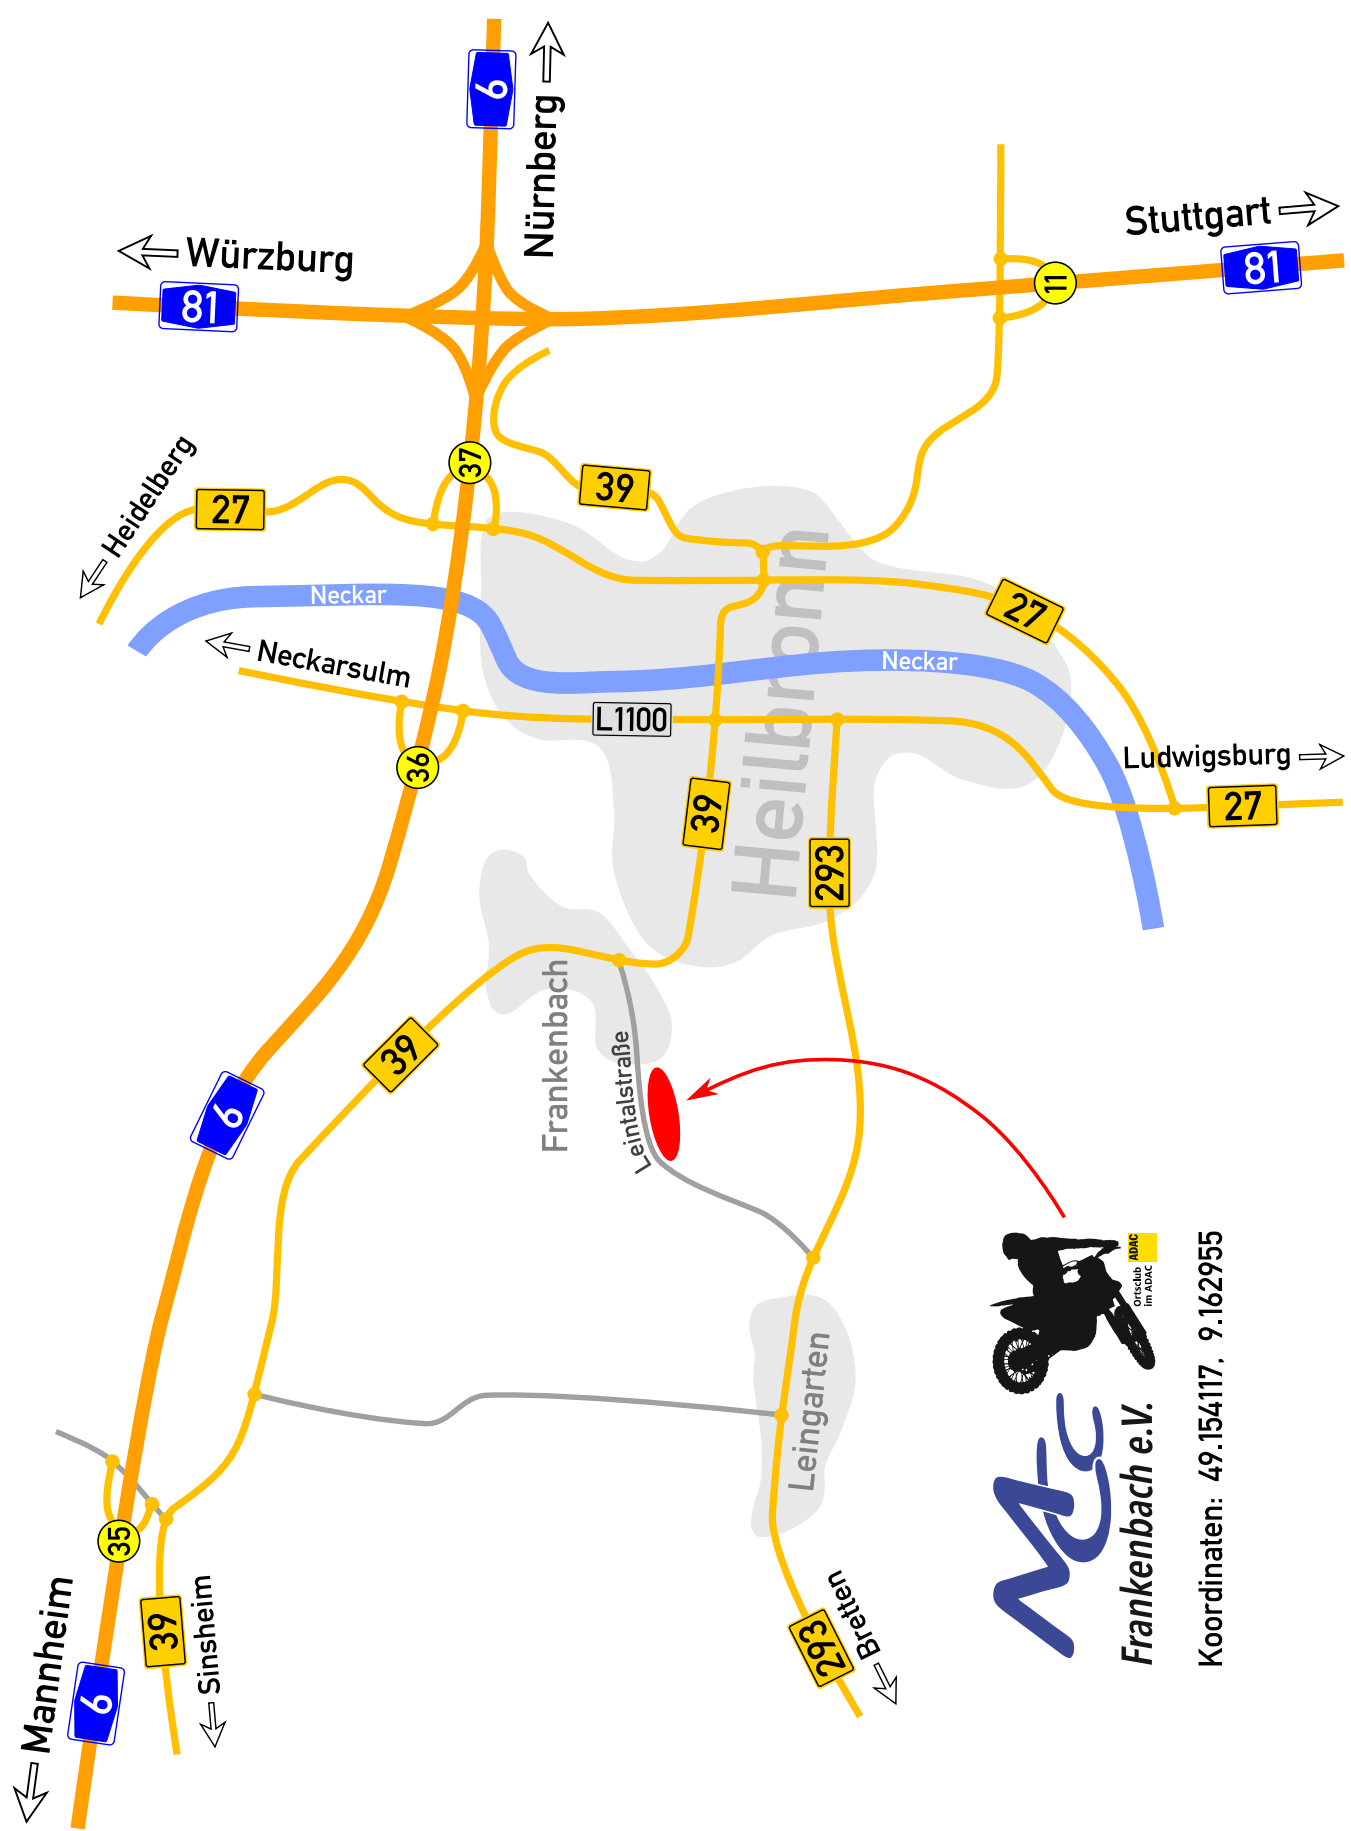 6
Nürnberg
Stuttgart
81
Würzburg
81
11
37
Heidelberg
27
39
Neckar
Neckarsulm
27
Neckar
L1100
36
Heilbronn
Ludwigsburg
27
39
293
Frankenbach
39
Leintalstraße
6
Leingarten
35
39
Sinsheim
Mannheim
6
Bretten
293
ADAC
Ortsclub
im ADAC
MCC
Frankenbach e.V.
Koordinaten: 49.154117, 9.162955